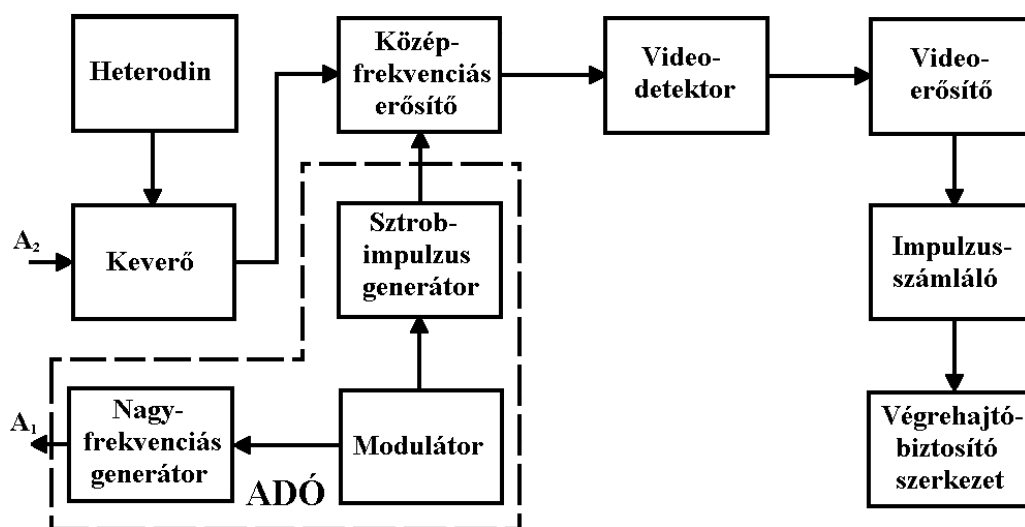 Heterodin
Közép-
frekvenciás
erősítő
Video-
detektor
Video-
erősítő
A₂
Keverő
Sztrob-
impulzus
generátor
Impulzus-
számláló
A₁
Nagy-
frekvenciás
generátor
Modulátor
ADÓ
Végrehajtó-
biztosító
szerkezet